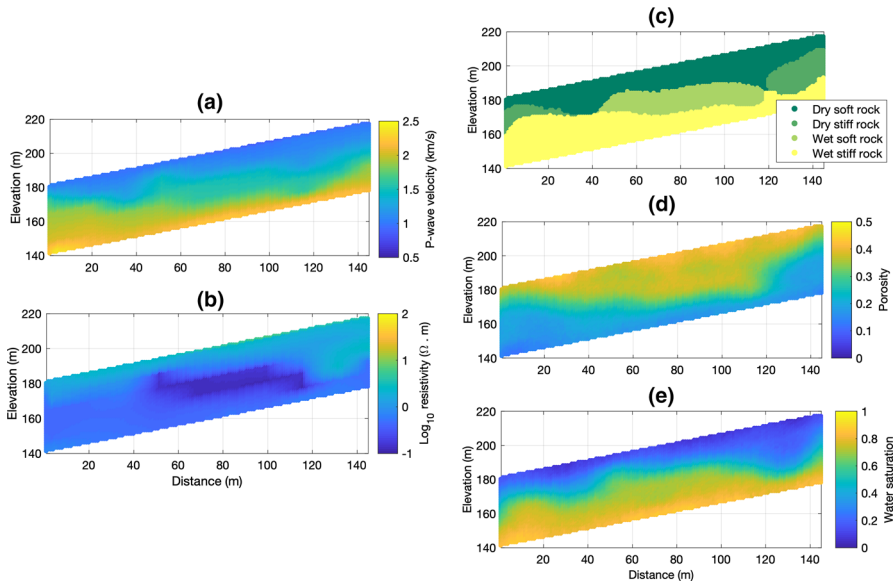 (a)
220
200
180
160
140
Elevation (m)
20 40 60 80 100 120 140
2.5
2
1.5
1
0.5
P-wave velocity (km/s)
(b)
220
200
180
160
140
Elevation (m)
20 40 60 80 100 120 140
Distance (m)
2
1
0
-1
Log10 resistivity (Ω . m)
(c)
220
200
180
160
140
Elevation (m)
20 40 60 80 100 120 140
Dry soft rock
Dry stiff rock
Wet soft rock
Wet stiff rock
(d)
220
200
180
160
140
Elevation (m)
20 40 60 80 100 120 140
0.5
0.4
0.3
0.2
0.1
0
Porosity
(e)
220
200
180
160
140
Elevation (m)
20 40 60 80 100 120 140
Distance (m)
1
0.8
0.6
0.4
0.2
0
Water saturation